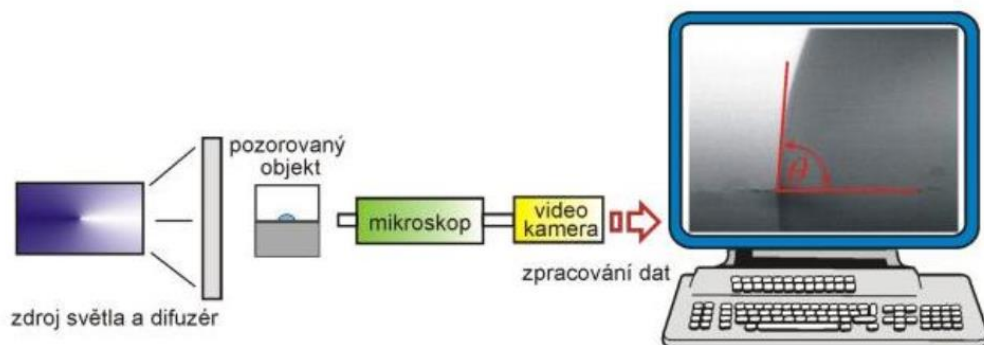 pozorovaný
objekt
mikroskop
video
kamera
zpracování dat
zdroj světla a difuzér
θ